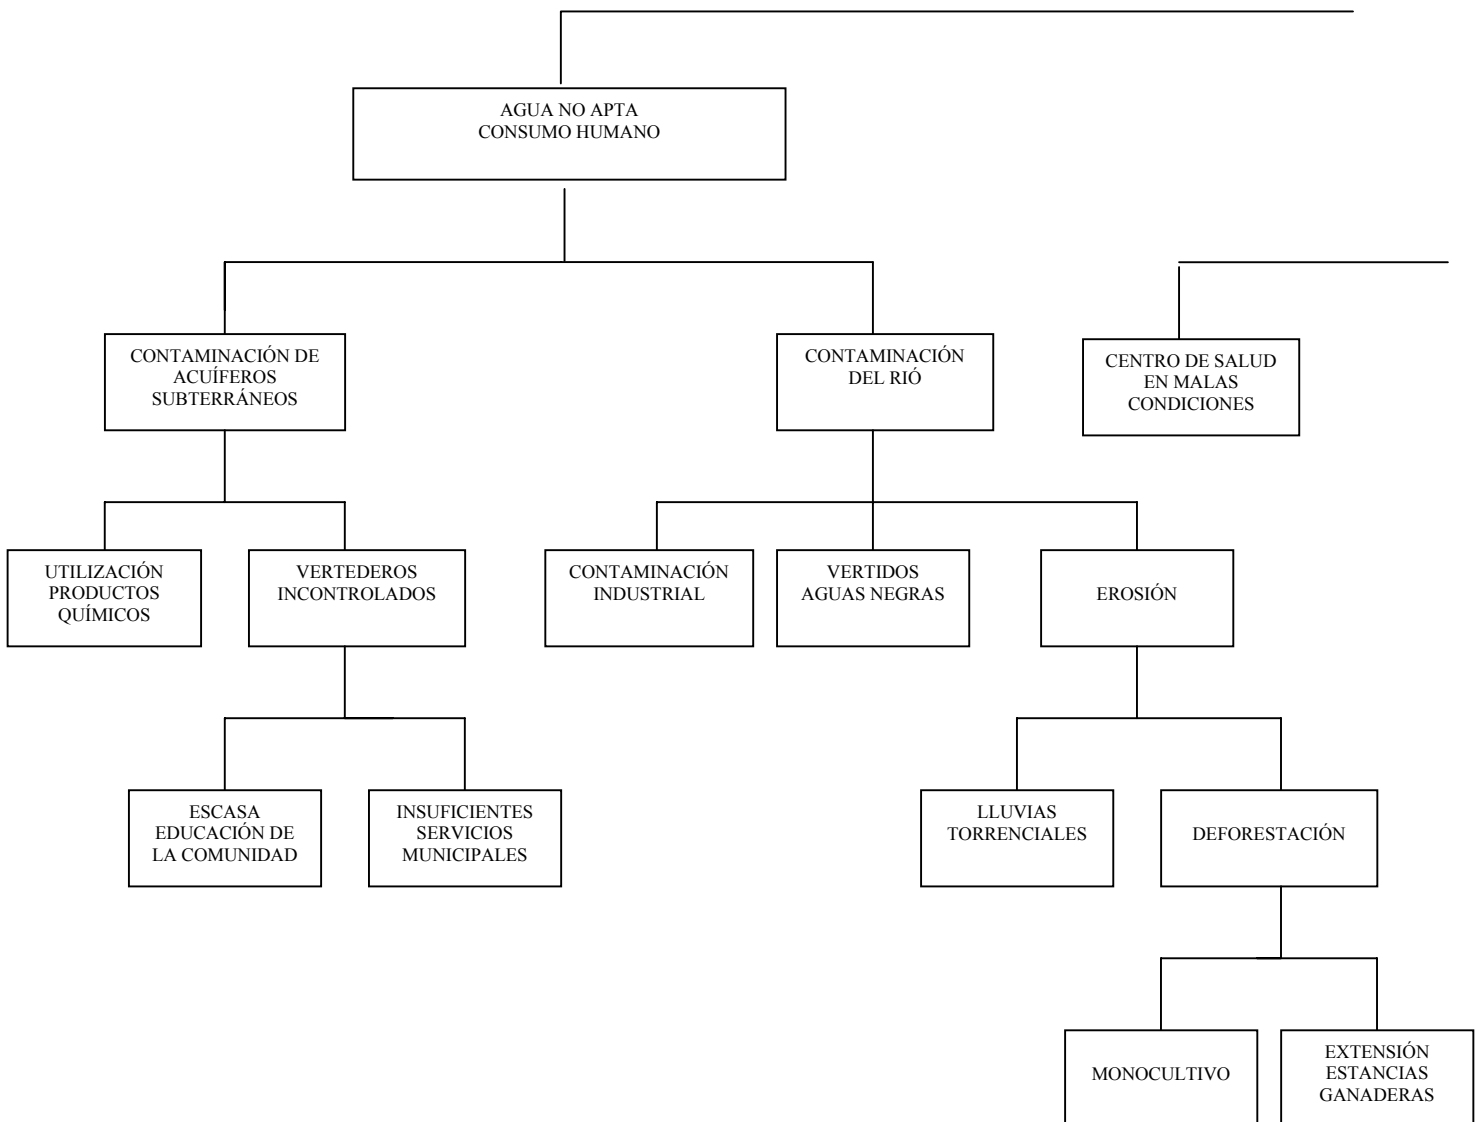 AGUA NO APTA
CONSUMO HUMANO
CONTAMINACIÓN DE
ACUÍFEROS
SUBTERRÁNEOS
CONTAMINACIÓN
DEL RIÓ
CENTRO DE SALUD
EN MALAS
CONDICIONES
UTILIZACIÓN
PRODUCTOS
QUÍMICOS
VERTEDEROS
INCONTROLADOS
CONTAMINACIÓN
INDUSTRIAL
VERTIDOS
AGUAS NEGRAS
EROSIÓN
ESCASA
EDUCACIÓN DE
LA COMUNIDAD
INSUFICIENTES
SERVICIOS
MUNICIPALES
LLUVIAS
TORRENCIALES
DEFORESTACIÓN
MONOCULTIVO
EXTENSIÓN
ESTANCIAS
GANADERAS